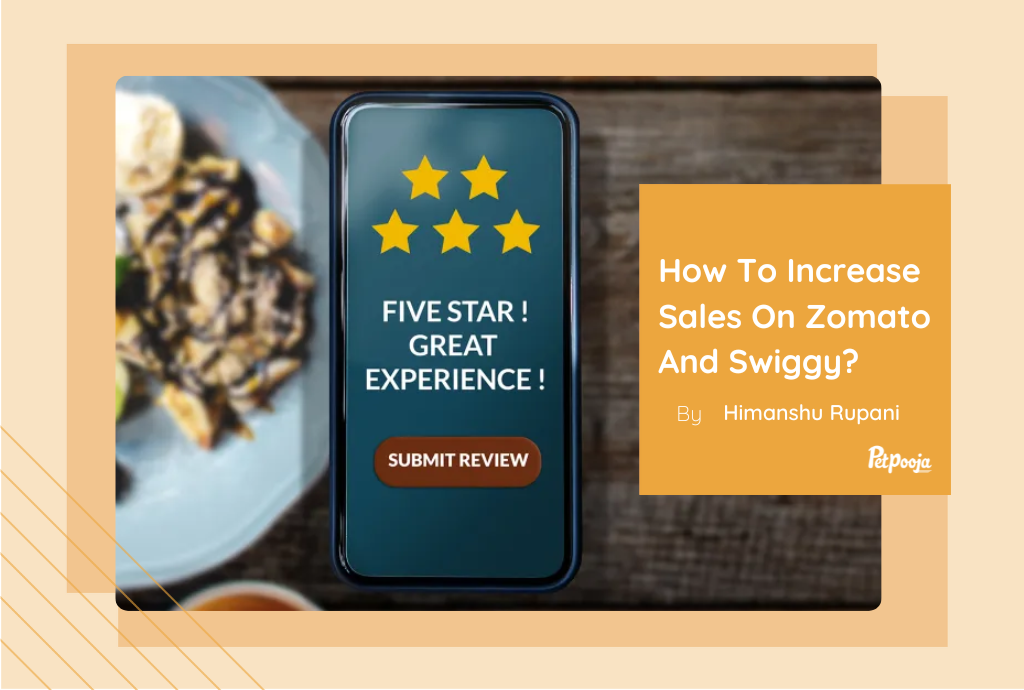 FIVE STAR !
GREAT
EXPERIENCE !
SUBMIT REVIEW
How To Increase
Sales On Zomato
And Swiggy?
By Himanshu Rupani
Petpooja